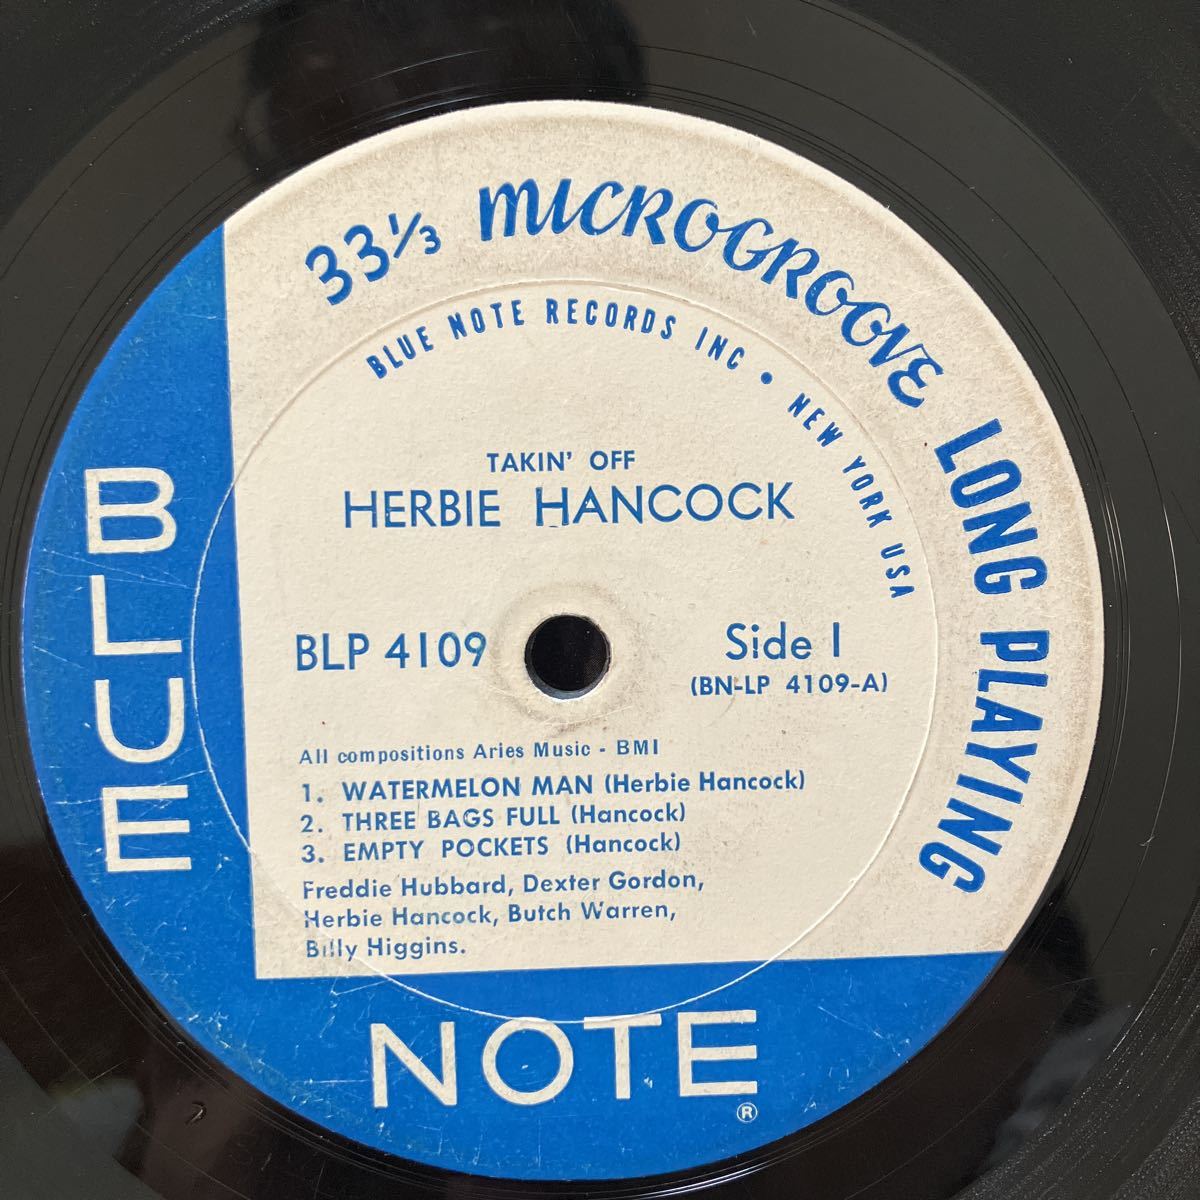 33⅓ MICROGROOVE LONG PLAYING
BLUE NOTE RECORDS INC • NEW YORK USA
TAKIN' OFF
HERBIE HANCOCK
BLP 4109
Side 1
(BN-LP 4109-A)
All compositions Aries Music - BMI
1. WATERMELON MAN (Herbie Hancock)
2. THREE BAGS FULL (Hancock)
3. EMPTY POCKETS (Hancock)
Freddie Hubbard, Dexter Gordon,
Herbie Hancock, Butch Warren,
Billy Higgins.
BLUE
NOTE ®